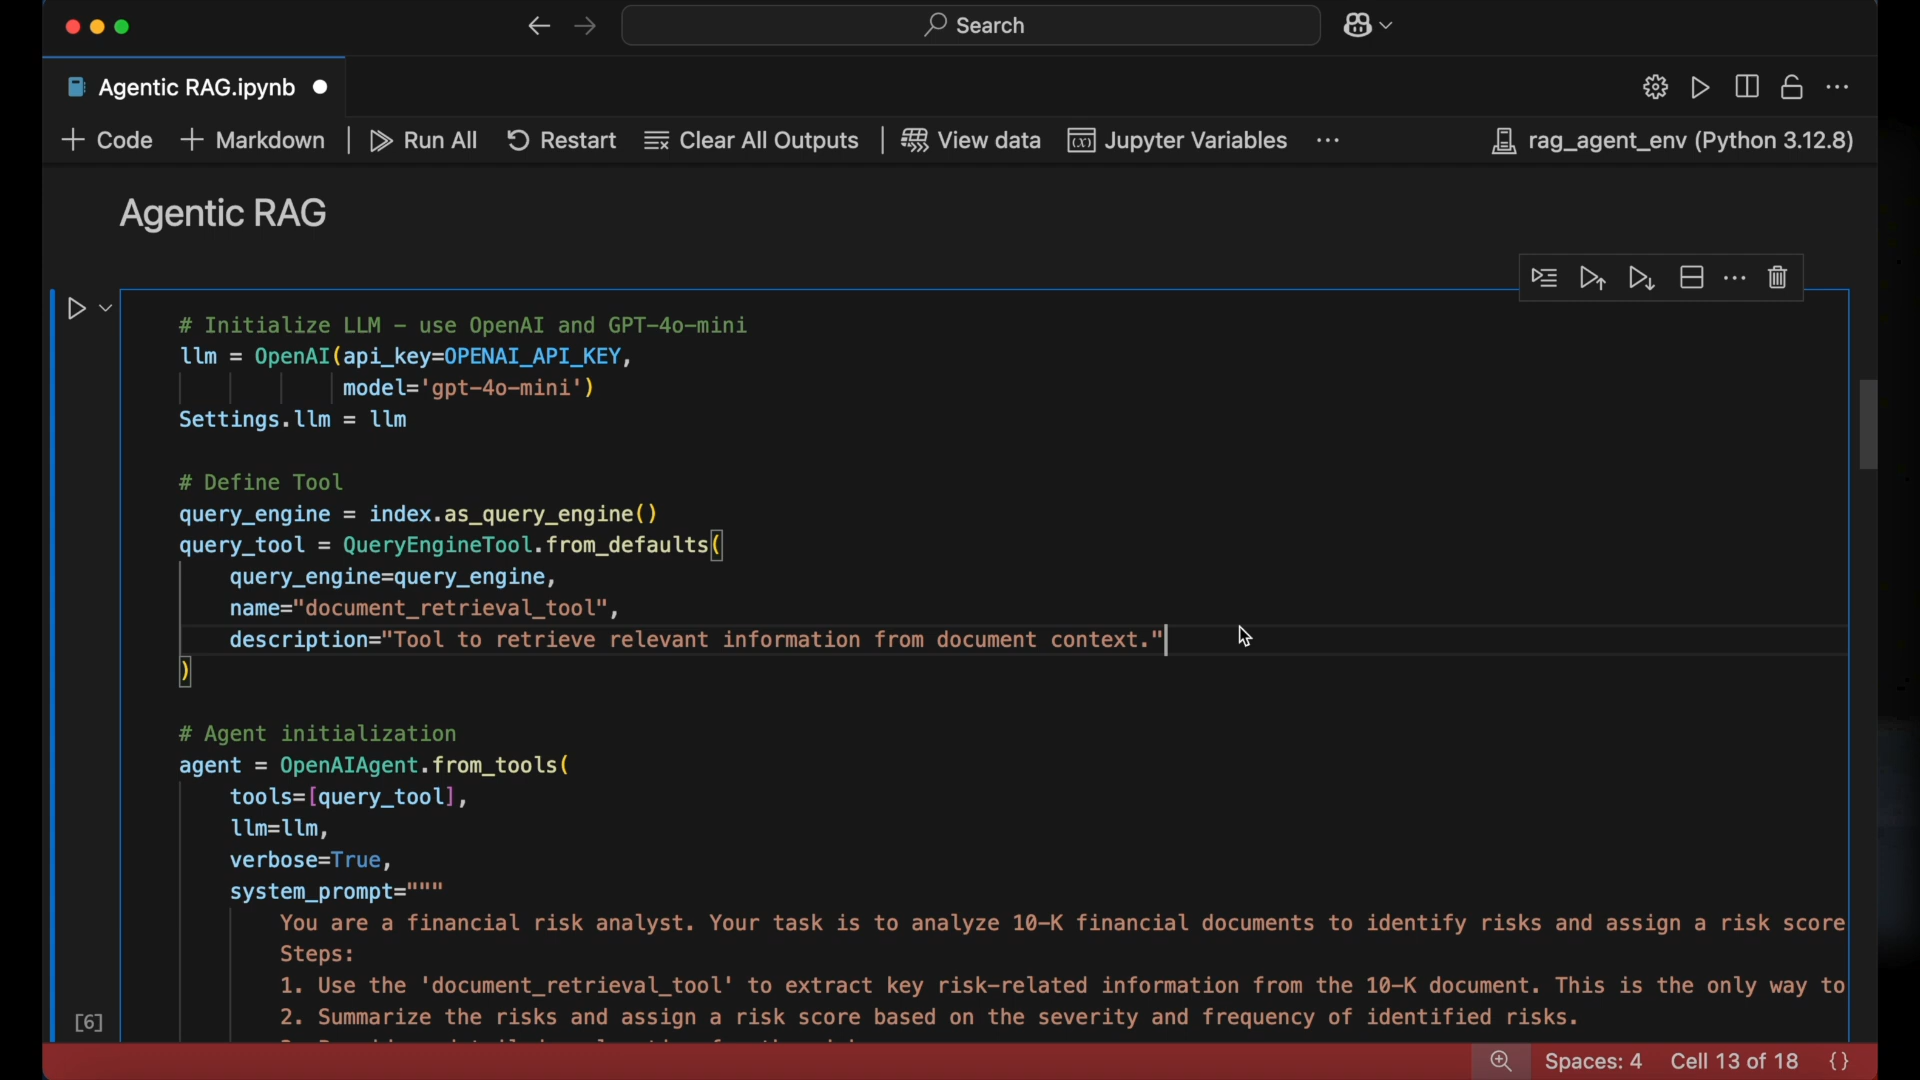 Search
Agentic RAG.ipynb
Code
Markdown
Run All
Restart
Clear All Outputs
View data
Jupyter Variables
rag_agent_env (Python 3.12.8)
Agentic RAG
# Initialize LLM – use OpenAI and GPT-4o-mini
llm = OpenAI(api_key=OPENAI_API_KEY,
model='gpt-4o-mini')
Settings.llm = llm
# Define Tool
query_engine = index.as_query_engine()
query_tool = QueryEngineTool.from_defaults(
query_engine=query_engine,
name="document_retrieval_tool",
description="Tool to retrieve relevant information from document context."
)
# Agent initialization
agent = OpenAIAgent.from_tools(
tools=[query_tool],
llm=llm,
verbose=True,
system_prompt="""
You are a financial risk analyst. Your task is to analyze 10-K financial documents to identify risks and assign a risk score
Steps:
1. Use the 'document_retrieval_tool' to extract key risk-related information from the 10-K document. This is the only way to
[6]
2. Summarize the risks and assign a risk score based on the severity and frequency of identified risks.
Spaces: 4
Cell 13 of 18
{}